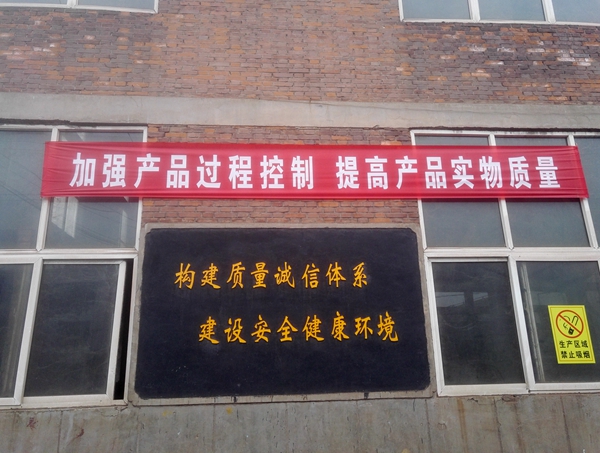 加强产品过程控制 提高产品实物质量
构建质量诚信体系
建设安全健康环境
生产区域
禁止吸烟